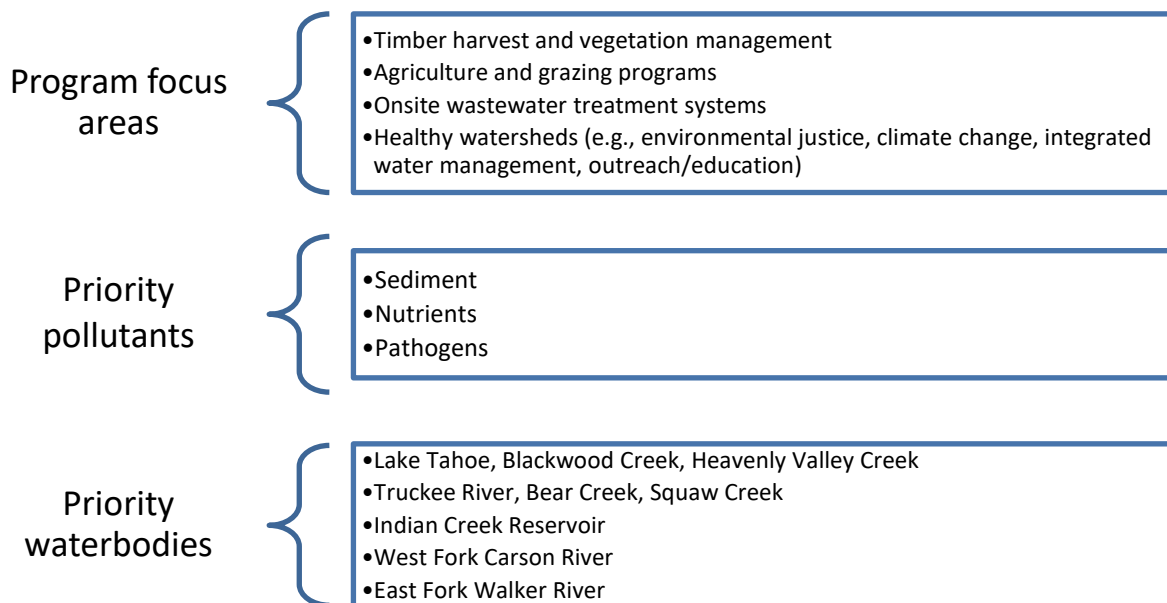 Program focus
areas
•Timber harvest and vegetation management
•Agriculture and grazing programs
•Onsite wastewater treatment systems
•Healthy watersheds (e.g., environmental justice, climate change, integrated
water management, outreach/education)
Priority
pollutants
•Sediment
•Nutrients
•Pathogens
Priority
waterbodies
•Lake Tahoe, Blackwood Creek, Heavenly Valley Creek
•Truckee River, Bear Creek, Squaw Creek
•Indian Creek Reservoir
•West Fork Carson River
•East Fork Walker River